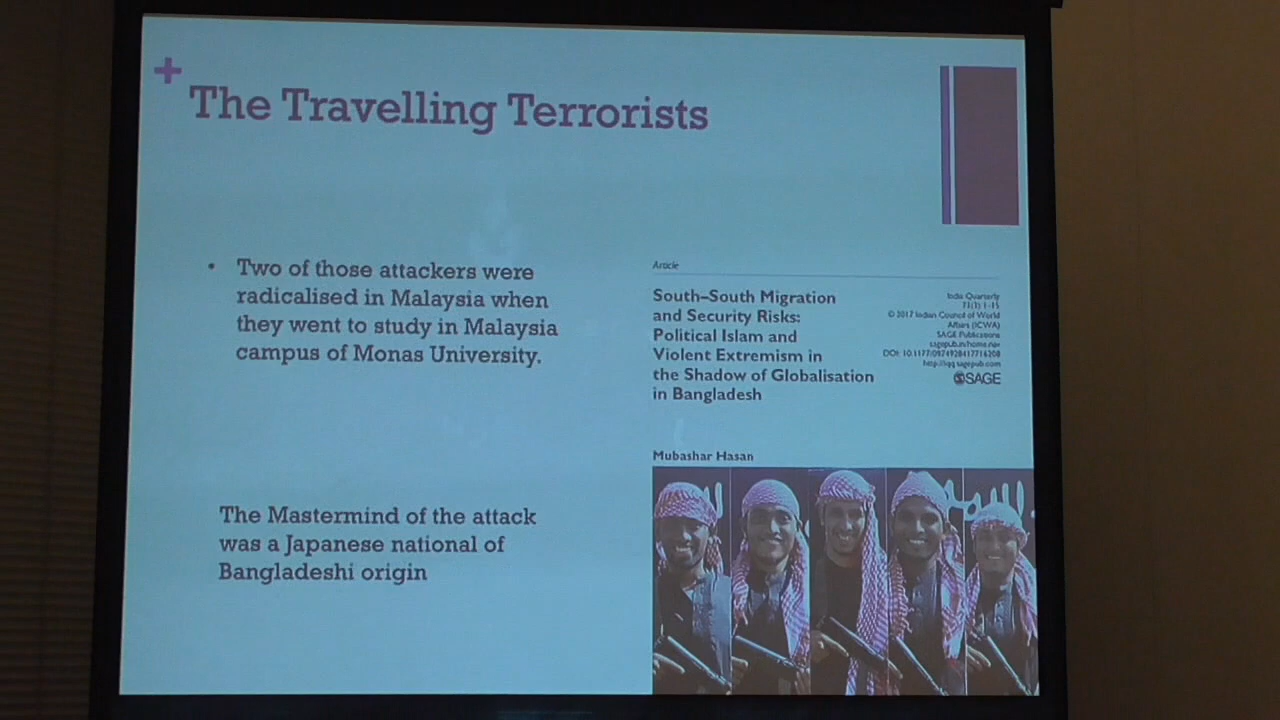 +
The Travelling Terrorists
• Two of those attackers were
radicalised in Malaysia when
they went to study in Malaysia
campus of Monas University.
The Mastermind of the attack
was a Japanese national of
Bangladeshi origin
Article
South–South Migration
and Security Risks:
Political Islam and
Violent Extremism in
the Shadow of Globalisation
in Bangladesh
India Quarterly
© 2017 Indian Council of World
Affairs (ICWA)
SAGE Publications
sagepub.in/home.nav
DOI: 10.1177/0974928417716208
http://iqq.sagepub.com
SAGE
Mubashar Hasan